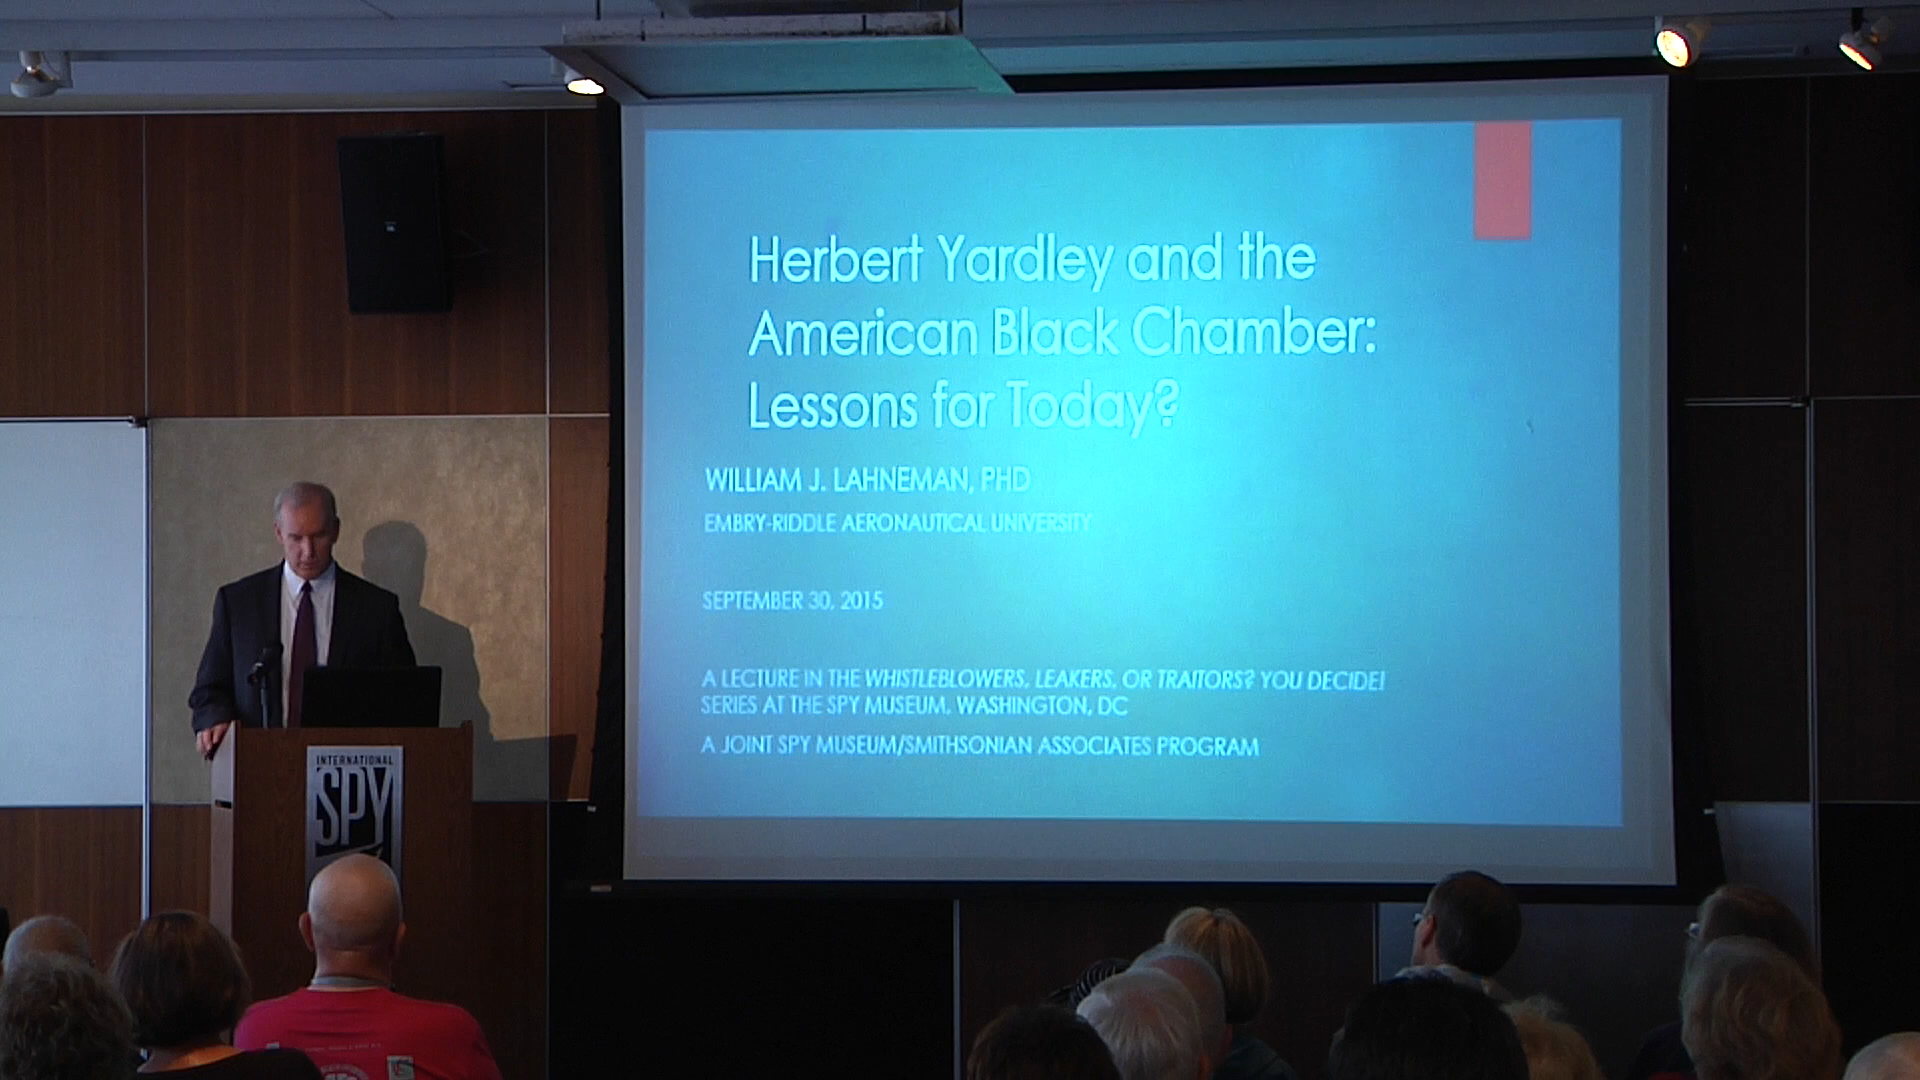 Herbert Yardley and the
American Black Chamber:
Lessons for Today?
WILLIAM J. LAHNEMAN, PHD
EMBRY-RIDDLE AERONAUTICAL UNIVERSITY
SEPTEMBER 30, 2015
A LECTURE IN THE WHISTLEBLOWERS, LEAKERS, OR TRAITORS? YOU DECIDE!
SERIES AT THE SPY MUSEUM, WASHINGTON, DC
A JOINT SPY MUSEUM/SMITHSONIAN ASSOCIATES PROGRAM
INTERNATIONAL
SPY